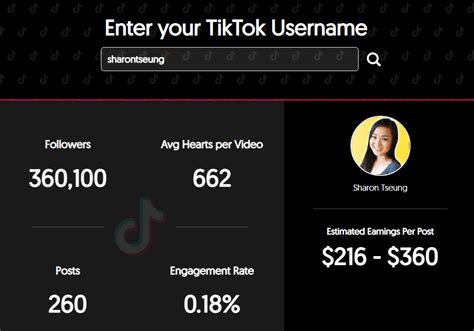 Enter your TikTok Username
sharontseung
Followers
Avg Hearts per Video
360,100
662
Sharon Tseung
Estimated Earnings Per Post
$216 - $360
Posts
Engagement Rate
260
0.18%